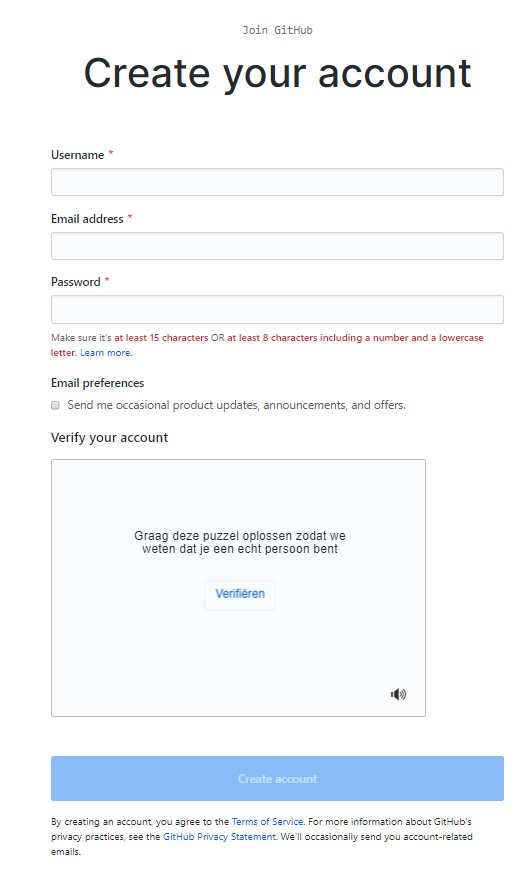 Join GitHub
Create your account
Username *
Email address *
Password *
Make sure it's at least 15 characters OR at least 8 characters including a number and a lowercase
letter. Learn more.
Email preferences
Send me occasional product updates, announcements, and offers.
Verify your account
Graag deze puzzel oplossen zodat we
weten dat je een echt persoon bent
Verifiëren
Create account
By creating an account, you agree to the Terms of Service. For more information about GitHub's
privacy practices, see the GitHub Privacy Statement. We'll occasionally send you account-related
emails.